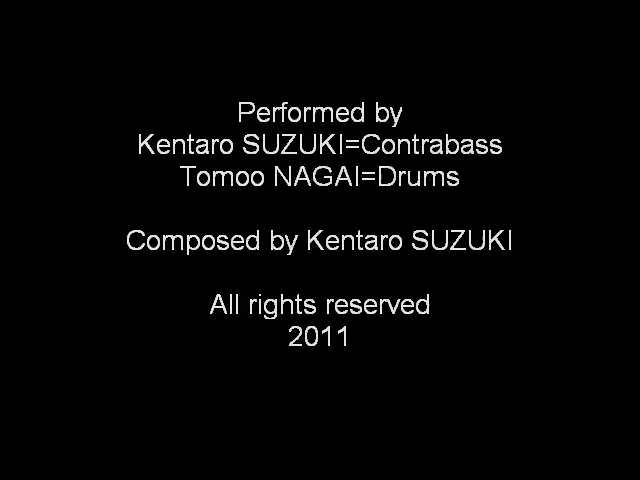 Performed by
Kentaro SUZUKI=Contrabass
Tomoo NAGAI=Drums
Composed by Kentaro SUZUKI
All rights reserved
2011